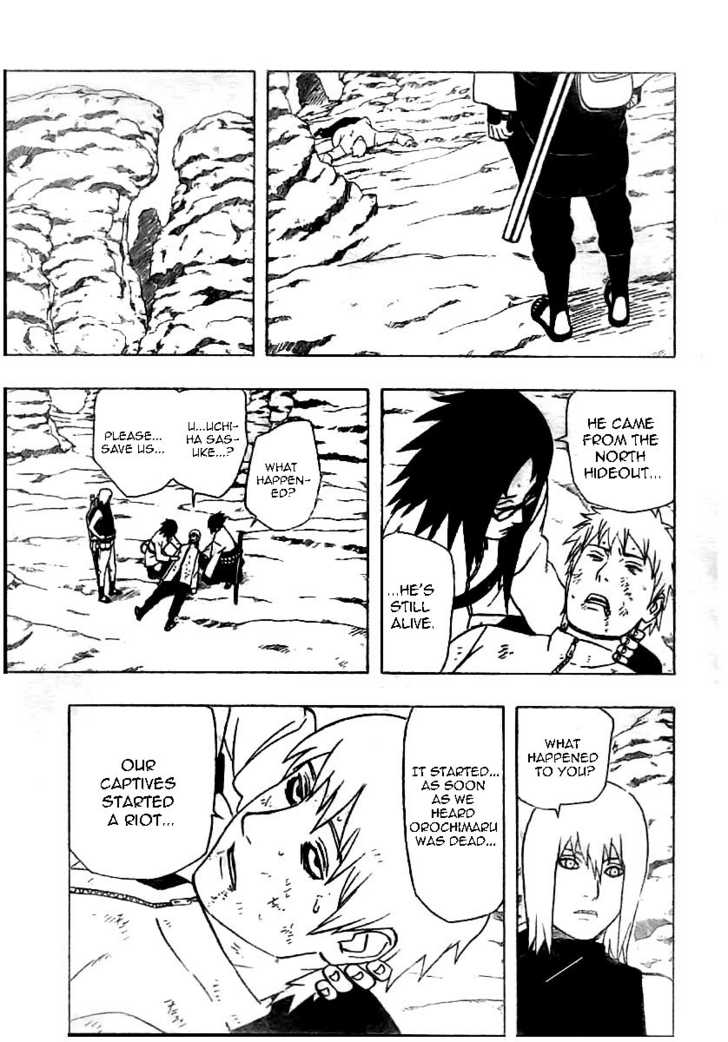 HE CAME
FROM THE
NORTH
HIDEOUT...
...HE'S
STILL
ALIVE.
WHAT
HAPPEN-
ED?
U...UCHI-
HA SAS-
UKE...?
PLEASE...
SAVE US...
WHAT
HAPPENED
TO YOU?
IT STARTED...
AS SOON
AS WE
HEARD
OROCHIMARU
WAS DEAD...
OUR
CAPTIVES
STARTED
A RIOT...